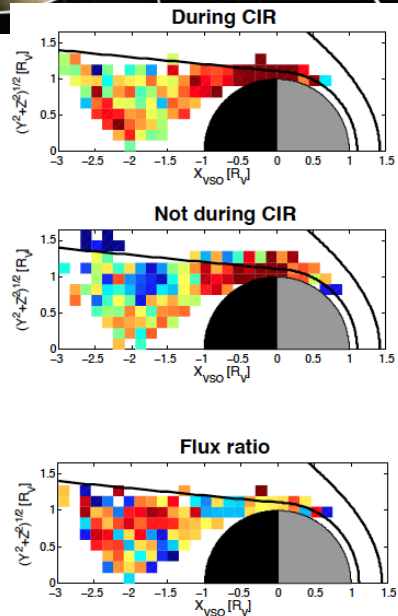 During CIR
(Y²+Z²)^1/2 [R_V]
1.5
1
0.5
0
-3 -2.5 -2 -1.5 -1 -0.5 0 0.5 1 1.5
X_VSO [R_V]
Not during CIR
(Y²+Z²)^1/2 [R_V]
1.5
1
0.5
0
-3 -2.5 -2 -1.5 -1 -0.5 0 0.5 1 1.5
X_VSO [R_V]
Flux ratio
(Y²+Z²)^1/2 [R_V]
1.5
1
0.5
0
-3 -2.5 -2 -1.5 -1 -0.5 0 0.5 1 1.5
X_VSO [R_V]